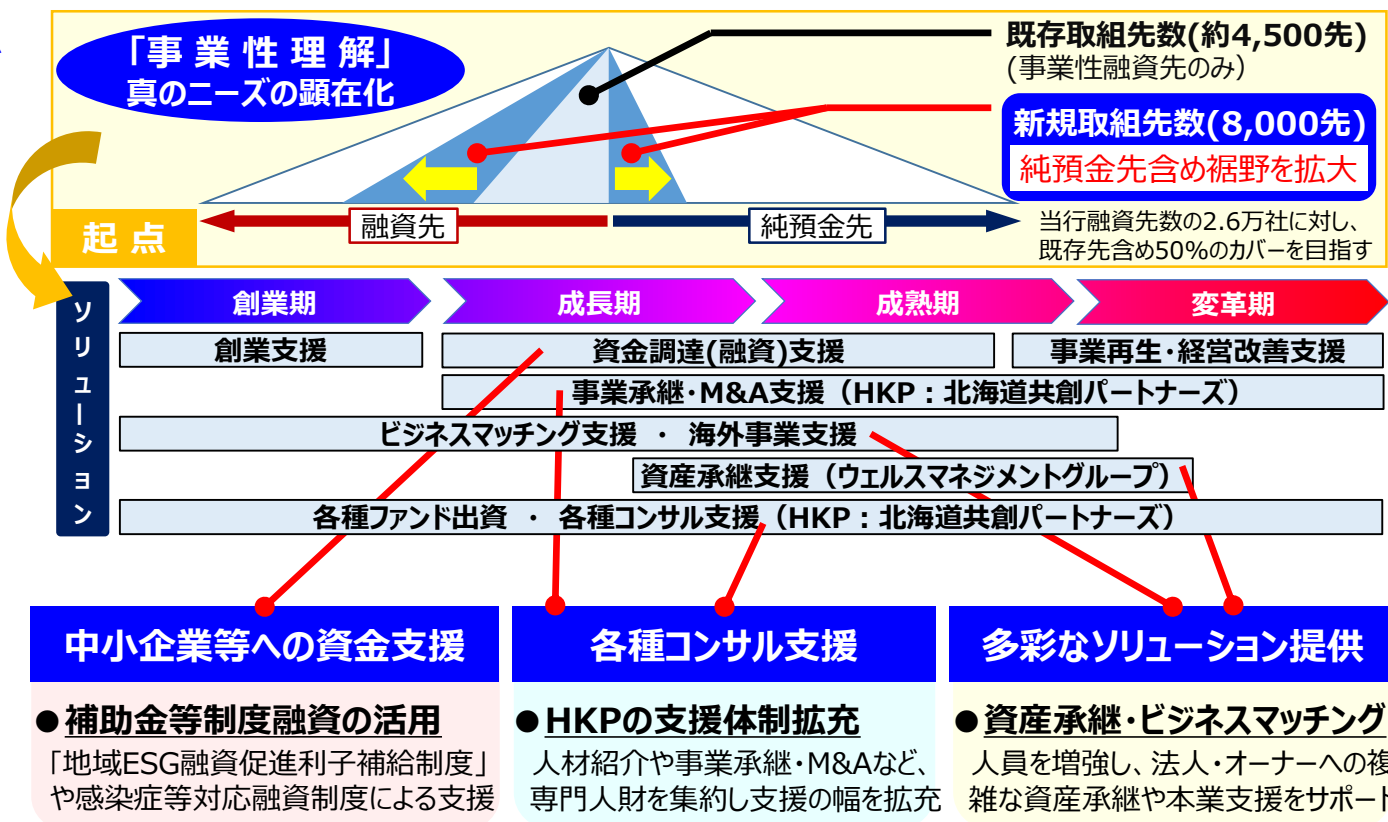 「事業性理解」
真のニーズの顕在化
既存取組先数(約4,500先)
(事業性融資先のみ)
新規取組先数(8,000先)
純預金先含め裾野を拡大
融資先
純預金先
起点
当行融資先数の2.6万社に対し、
既存先含め50%のカバーを目指す
ソリューション
創業期
成長期
成熟期
変革期
創業支援
資金調達(融資)支援
事業再生・経営改善支援
事業承継・M&A支援（HKP：北海道共創パートナーズ）
ビジネスマッチング支援 ・ 海外事業支援
資産承継支援（ウェルスマネジメントグループ）
各種ファンド出資 ・ 各種コンサル支援（HKP：北海道共創パートナーズ）
中小企業等への資金支援
●補助金等制度融資の活用
「地域ESG融資促進利子補給制度」
や感染症等対応融資制度による支援
各種コンサル支援
●HKPの支援体制拡充
人材紹介や事業承継・M&Aなど、
専門人財を集約し支援の幅を拡充
多彩なソリューション提供
●資産承継・ビジネスマッチング
人員を増強し、法人・オーナーへの複
雑な資産承継や本業支援をサポート